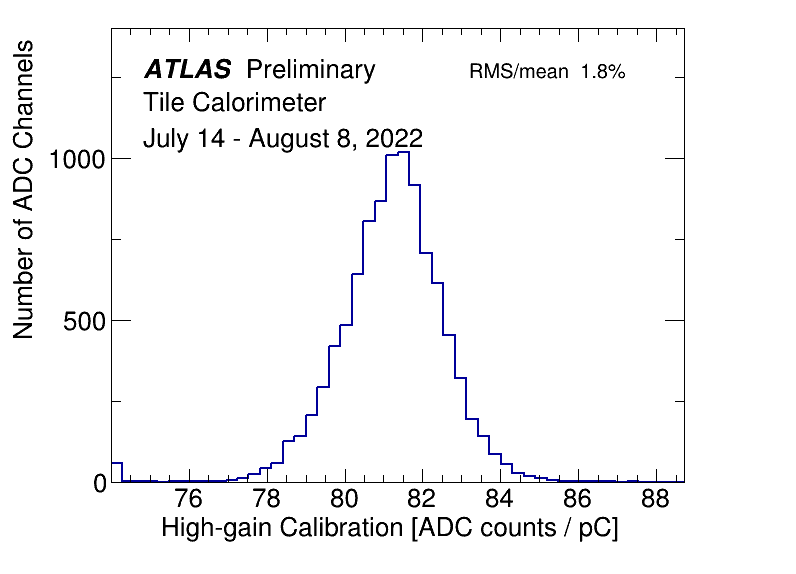 ATLAS Preliminary
RMS/mean 1.8%
Tile Calorimeter
July 14 - August 8, 2022
Number of ADC Channels
1000
500
0
76 78 80 82 84 86 88
High-gain Calibration [ADC counts / pC]